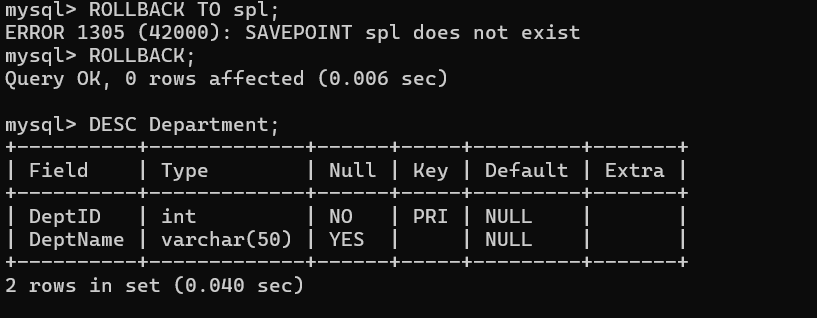 mysql> ROLLBACK TO spl;
ERROR 1305 (42000): SAVEPOINT spl does not exist
mysql> ROLLBACK;
Query OK, 0 rows affected (0.006 sec)

mysql> DESC Department;
+----------+-------------+------+-----+---------+-------+
| Field    | Type        | Null | Key | Default | Extra |
+----------+-------------+------+-----+---------+-------+
| DeptID   | int         | NO   | PRI | NULL    |       |
| DeptName | varchar(50) | YES  |     | NULL    |       |
+----------+-------------+------+-----+---------+-------+
2 rows in set (0.040 sec)